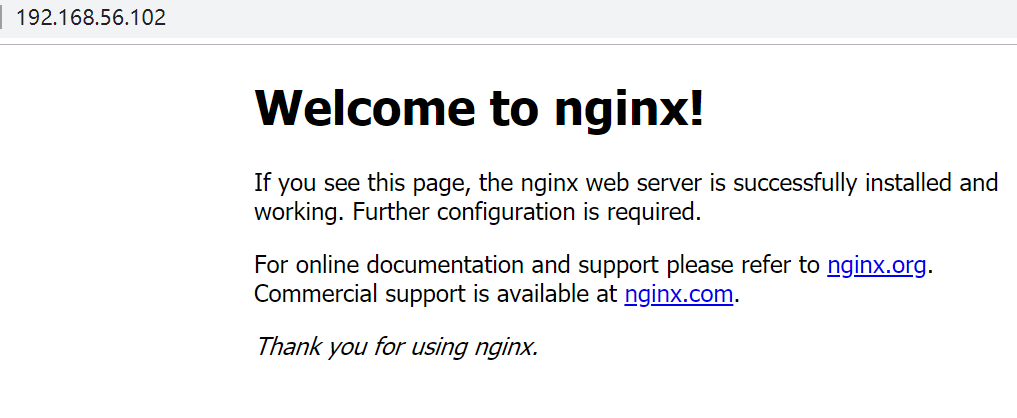 192.168.56.102
Welcome to nginx!
If you see this page, the nginx web server is successfully installed and
working. Further configuration is required.
For online documentation and support please refer to nginx.org.
Commercial support is available at nginx.com.
Thank you for using nginx.